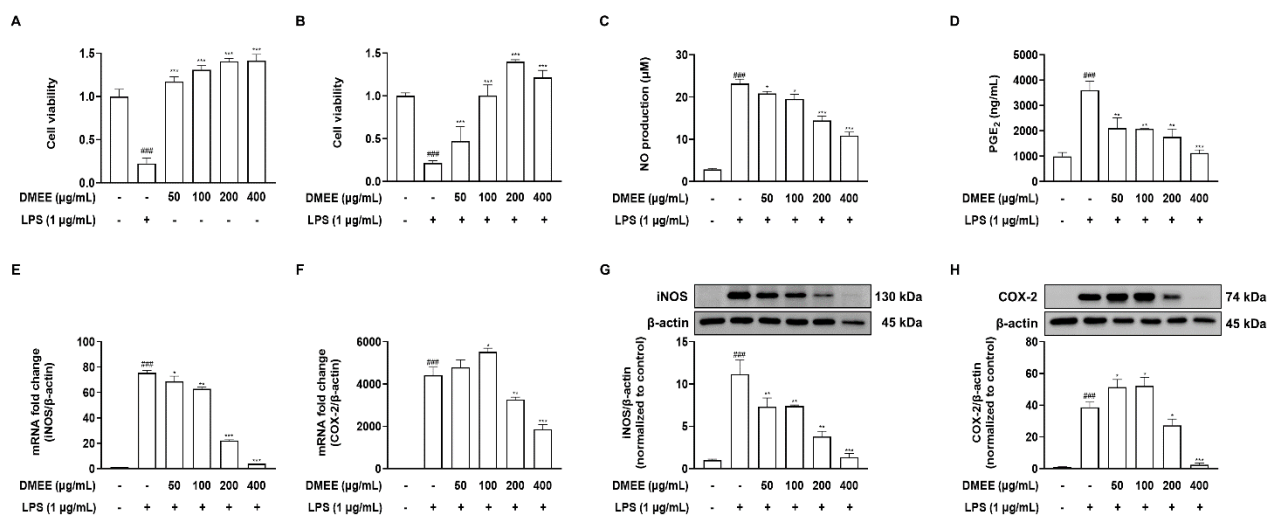 A
Cell viability
1.5
1.0
0.5
0.0
###
***
***
***
***
DMEE (μg/mL) - - 50 100 200 400
LPS (1 μg/mL) - + - - - -
B
Cell viability
1.5
1.0
0.5
0.0
###
***
***
***
***
DMEE (μg/mL) - - 50 100 200 400
LPS (1 μg/mL) - + + + + +
C
NO production (μM)
30
20
10
0
###
*
*
***
***
DMEE (μg/mL) - - 50 100 200 400
LPS (1 μg/mL) - + + + + +
D
PGE₂ (ng/mL)
6000
5000
4000
3000
2000
1000
0
###
**
**
**
***
DMEE (μg/mL) - - 50 100 200 400
LPS (1 μg/mL) - + + + + +
E
mRNA fold change
(iNOS/β-actin)
100
80
60
40
20
0
###
*
**
***
***
DMEE (μg/mL) - - 50 100 200 400
LPS (1 μg/mL) - + + + + +
F
mRNA fold change
(COX-2/β-actin)
6000
4000
2000
0
###
*
**
***
DMEE (μg/mL) - - 50 100 200 400
LPS (1 μg/mL) - + + + + +
G
iNOS 130 kDa
β-actin 45 kDa
iNOS/β-actin
(normalized to control)
15
10
5
0
###
**
**
**
***
DMEE (μg/mL) - - 50 100 200 400
LPS (1 μg/mL) - + + + + +
H
COX-2 74 kDa
β-actin 45 kDa
COX-2/β-actin
(normalized to control)
80
60
40
20
0
###
*
*
*
***
DMEE (μg/mL) - - 50 100 200 400
LPS (1 μg/mL) - + + + + +